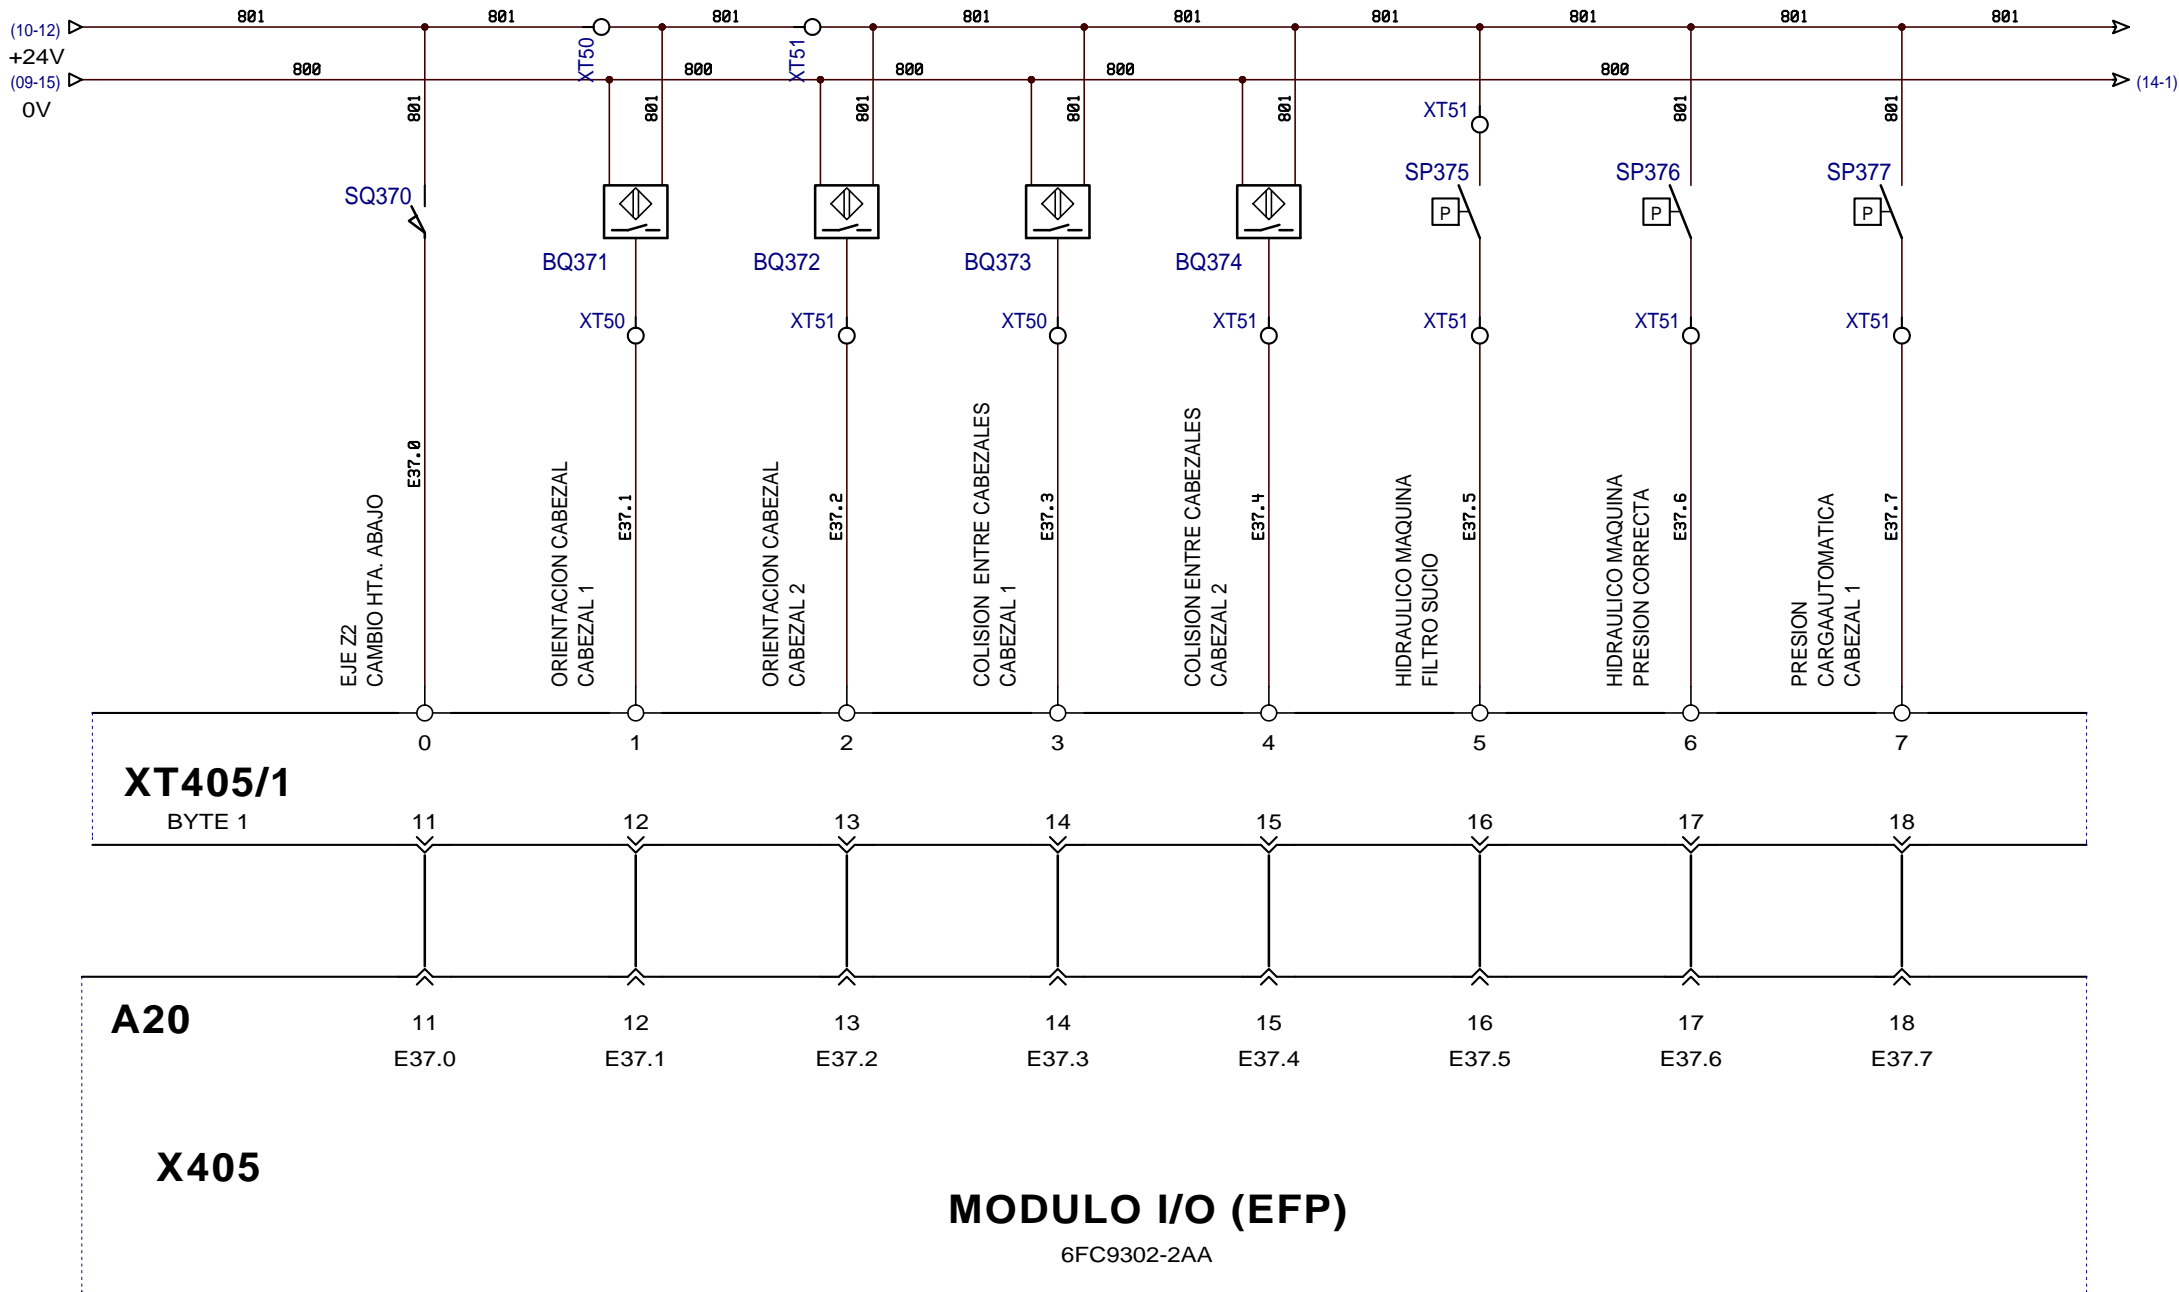 801 801 801 801 801 801 801 801 801
(10-12)
+24V
XT50 XT51
800 800 800 800 800
(09-15) (14-1)
0V
801 801 801 801 801 801 801
XT51
SQ370
SP375 SP376 SP377
P P P
BQ371 BQ372 BQ373 BQ374
XT50 XT51 XT50 XT51 XT51 XT51 XT51
E37.0
EJE Z2
CAMBIO HTA. ABAJO
E37.1
ORIENTACION CABEZAL
CABEZAL 1
E37.2
ORIENTACION CABEZAL
CABEZAL 2
E37.3
COLISION ENTRE CABEZALES
CABEZAL 1
E37.4
COLISION ENTRE CABEZALES
CABEZAL 2
E37.5
HIDRAULICO MAQUINA
FILTRO SUCIO
E37.6
HIDRAULICO MAQUINA
PRESION CORRECTA
E37.7
PRESION
CARGAAUTOMATICA
CABEZAL 1
0 1 2 3 4 5 6 7
XT405/1
BYTE 1
11 12 13 14 15 16 17 18
A20
11 12 13 14 15 16 17 18
E37.0 E37.1 E37.2 E37.3 E37.4 E37.5 E37.6 E37.7
X405
MODULO I/O (EFP)
6FC9302-2AA